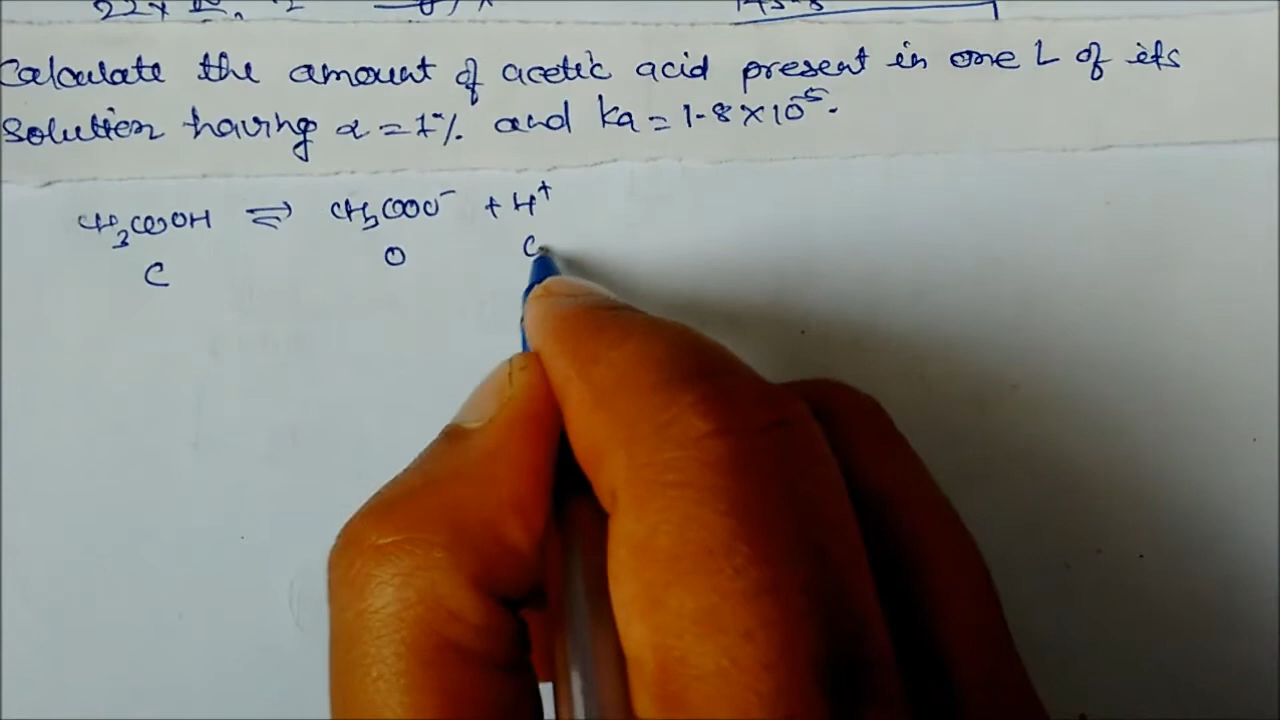 Calculate the amount of acetic acid present in one L of its
solution having α = 1%. and ka = 1.8 × 10⁻⁵.
CH₃COOH ⇌ CH₃COO⁻ + H⁺
C 0